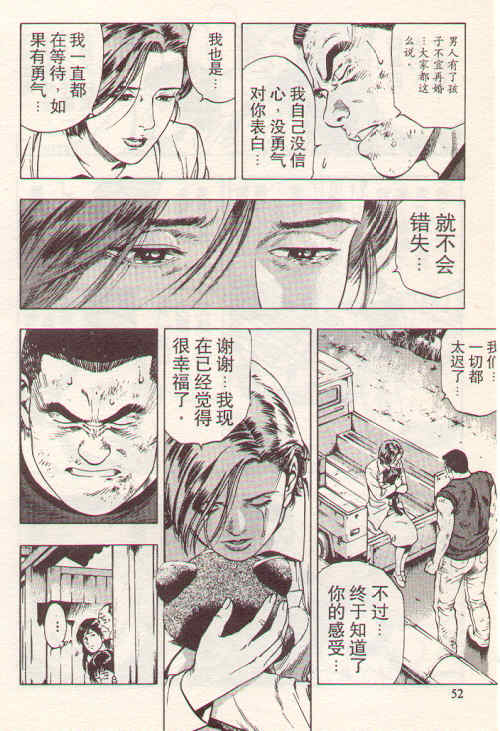 男人有了孩
子不宜再婚
…大家都这
么说．
我自己没信
心，没勇气
对你表白…
我也是…
我一直都
在等待，如
果有勇气…
就不会
错失…
我们…
一切都
太迟了…
不过…
终于知道了
你的感受…
谢谢…我现
在已经觉得
很幸福了．
…
52